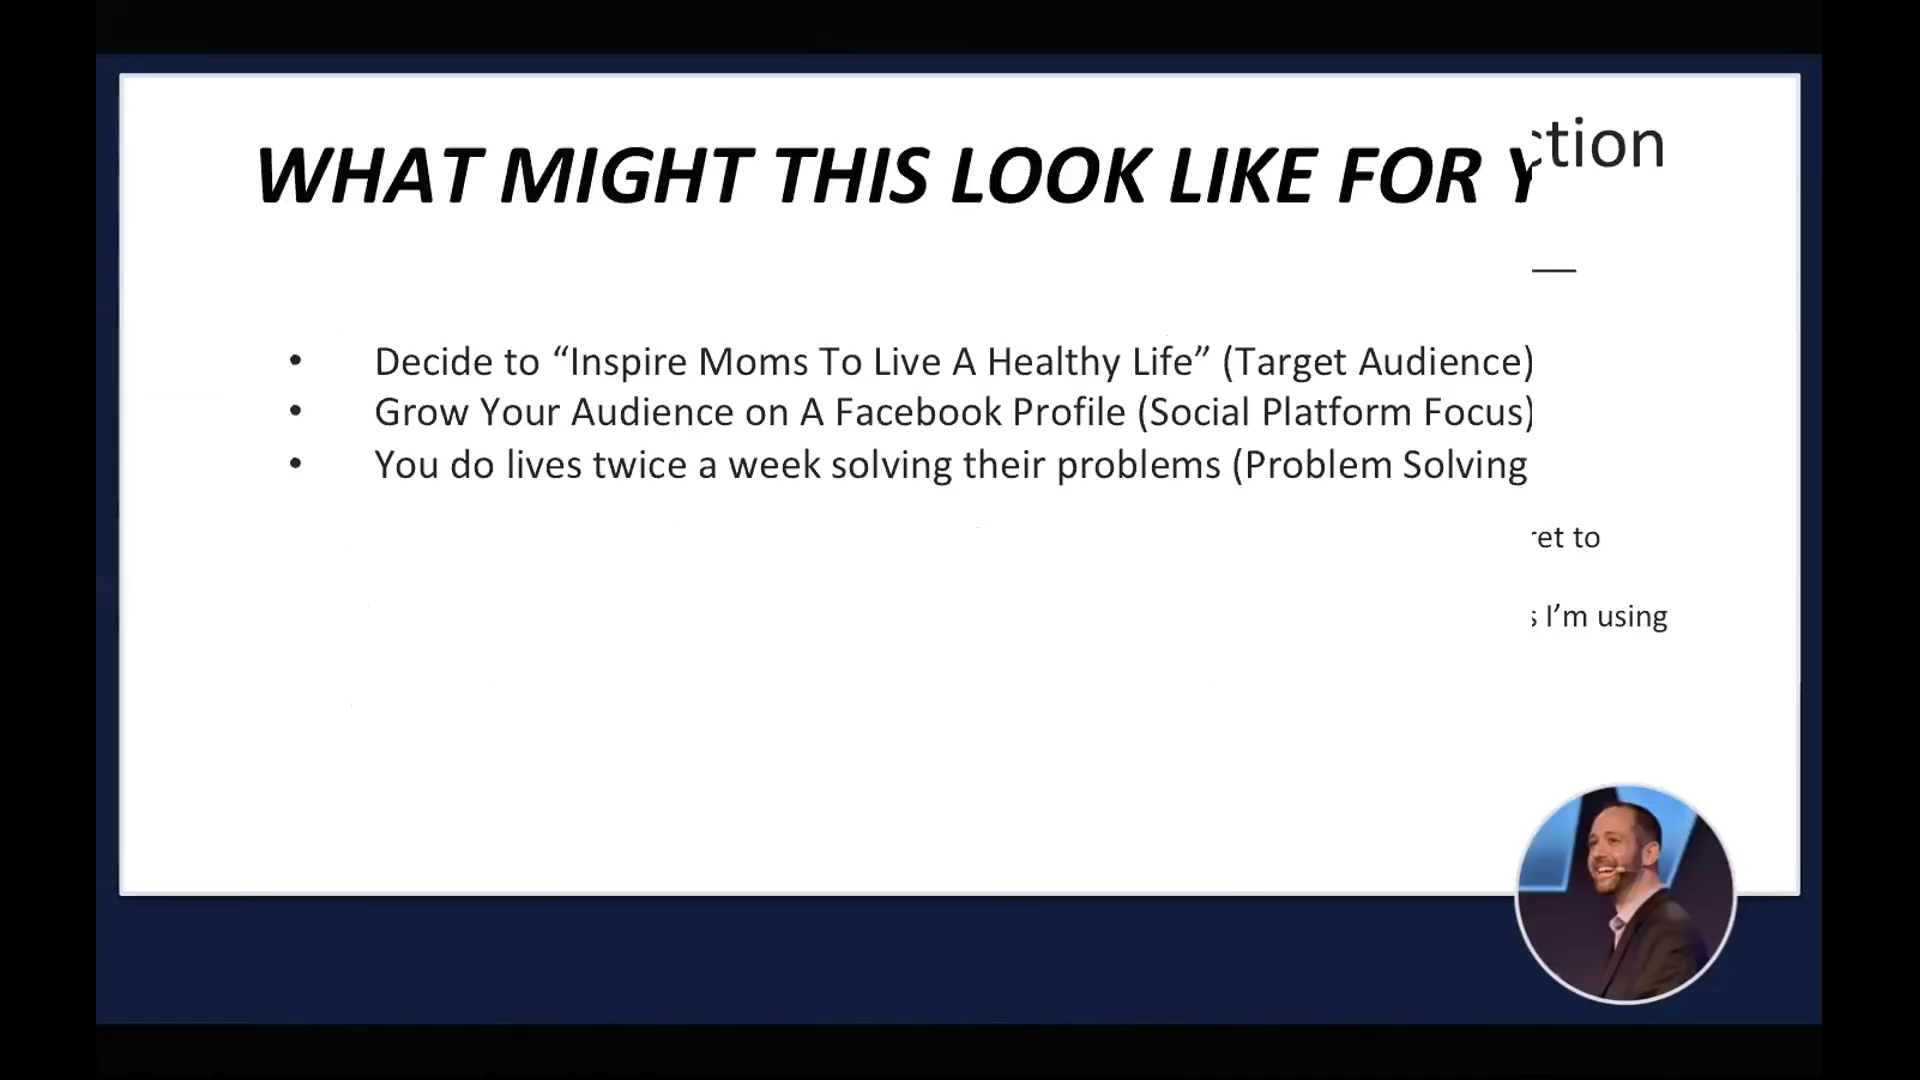 WHAT MIGHT THIS LOOK LIKE FOR Y
tion
• Decide to “Inspire Moms To Live A Healthy Life” (Target Audience)
• Grow Your Audience on A Facebook Profile (Social Platform Focus)
• You do lives twice a week solving their problems (Problem Solving
ret to
I’m using